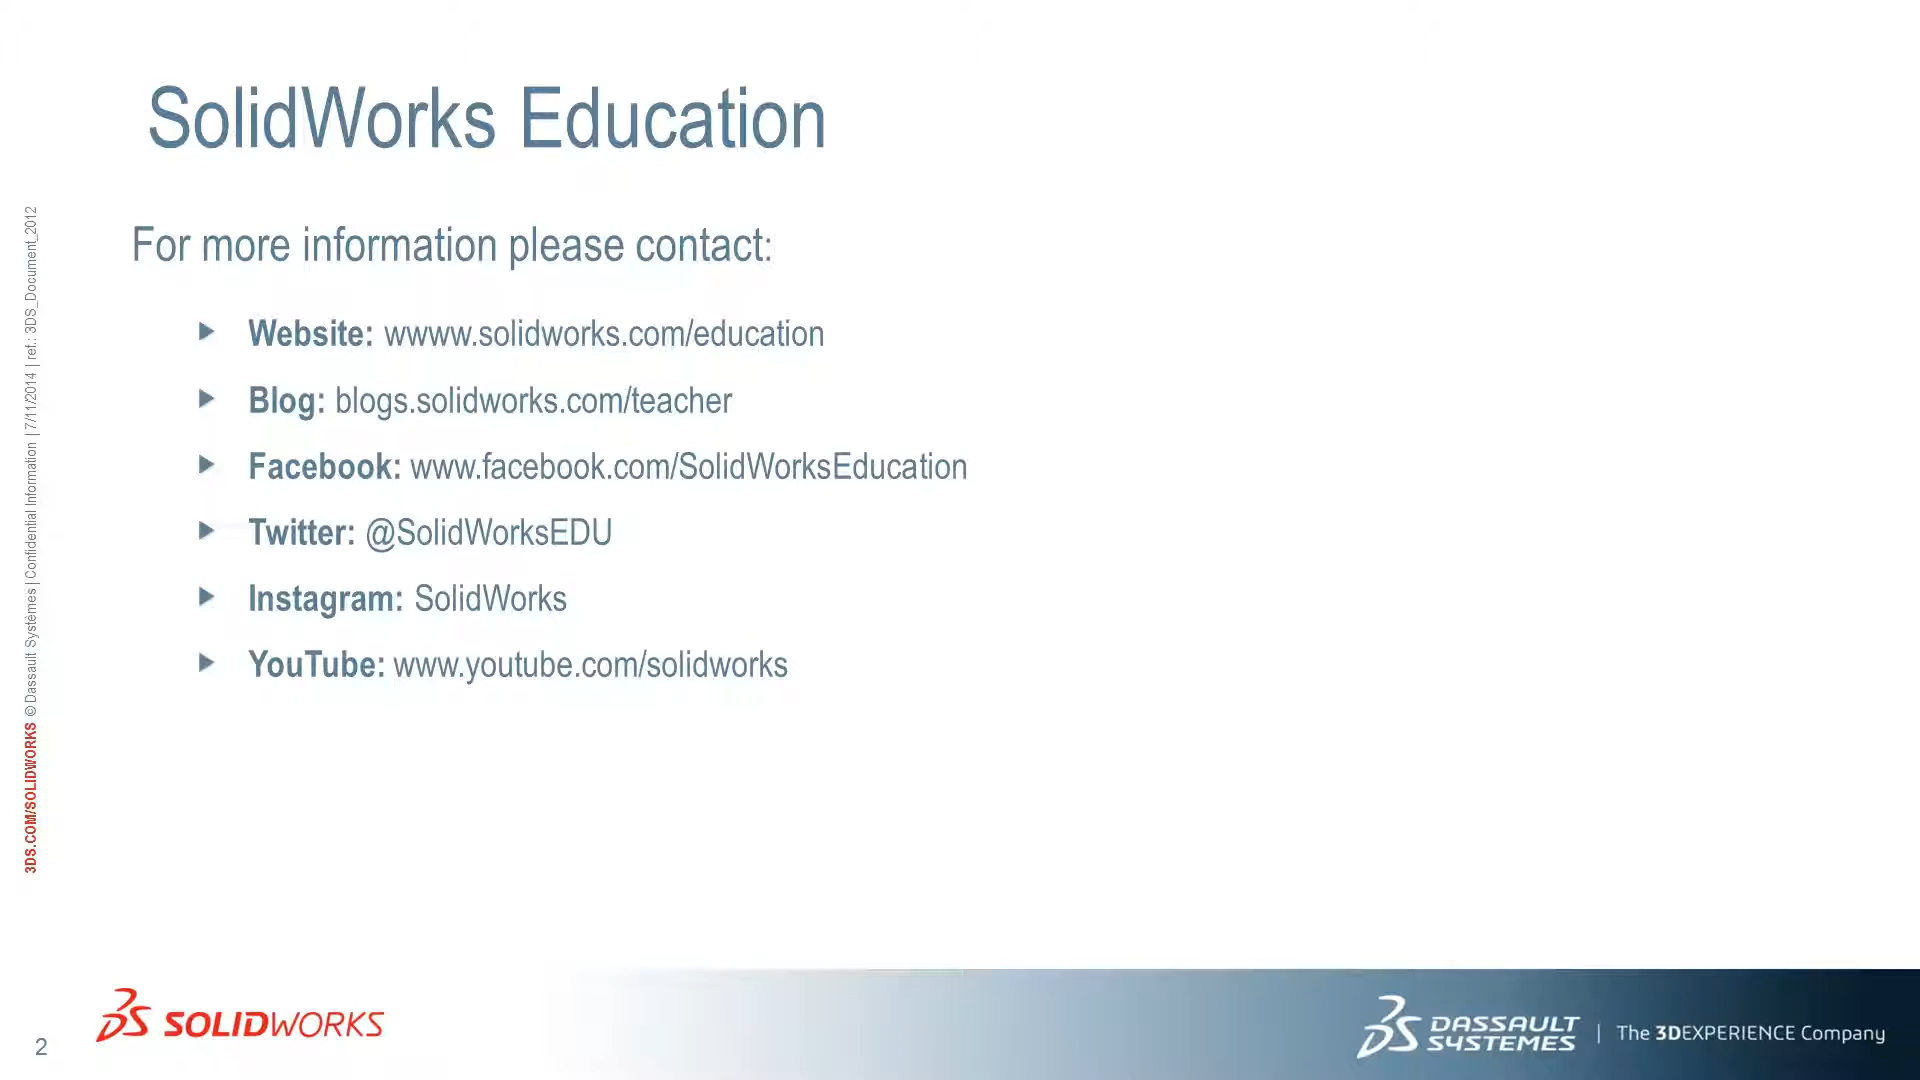 SolidWorks Education
For more information please contact:
Website: wwww.solidworks.com/education
Blog: blogs.solidworks.com/teacher
Facebook: www.facebook.com/SolidWorksEducation
Twitter: @SolidWorksEDU
Instagram: SolidWorks
YouTube: www.youtube.com/solidworks
3DS.COM/SOLIDWORKS © Dassault Systèmes | Confidential Information | 7/11/2014 | ref.: 3DS_Document_2012
2
SOLIDWORKS
DASSAULT SYSTEMES | The 3DEXPERIENCE Company